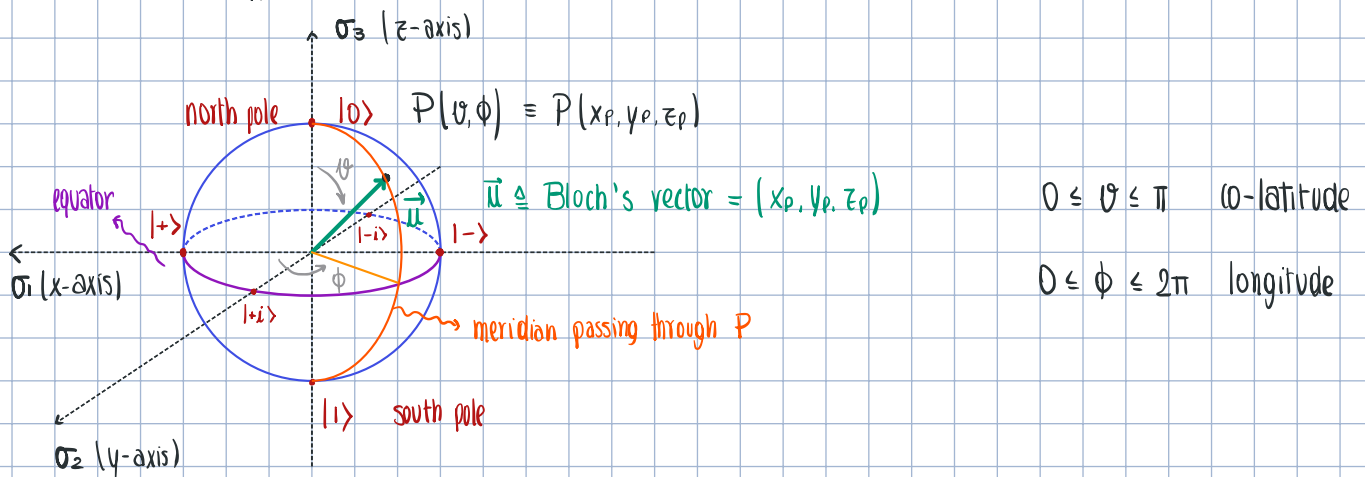 σ₃ (z-axis)
north pole |0⟩ P(ϑ,ϕ) ≡ P(xₚ, yₚ, zₚ)
ϑ
equator
u⃗ ≜ Bloch's vector = (xₚ, yₚ, zₚ)
0 ≤ ϑ ≤ π co-latitude
u⃗
|+⟩
|-i⟩
|-⟩
σ₁ (x-axis)
ϕ
0 ≤ ϕ ≤ 2π longitude
|+i⟩
meridian passing through P
|1⟩ south pole
σ₂ (y-axis)